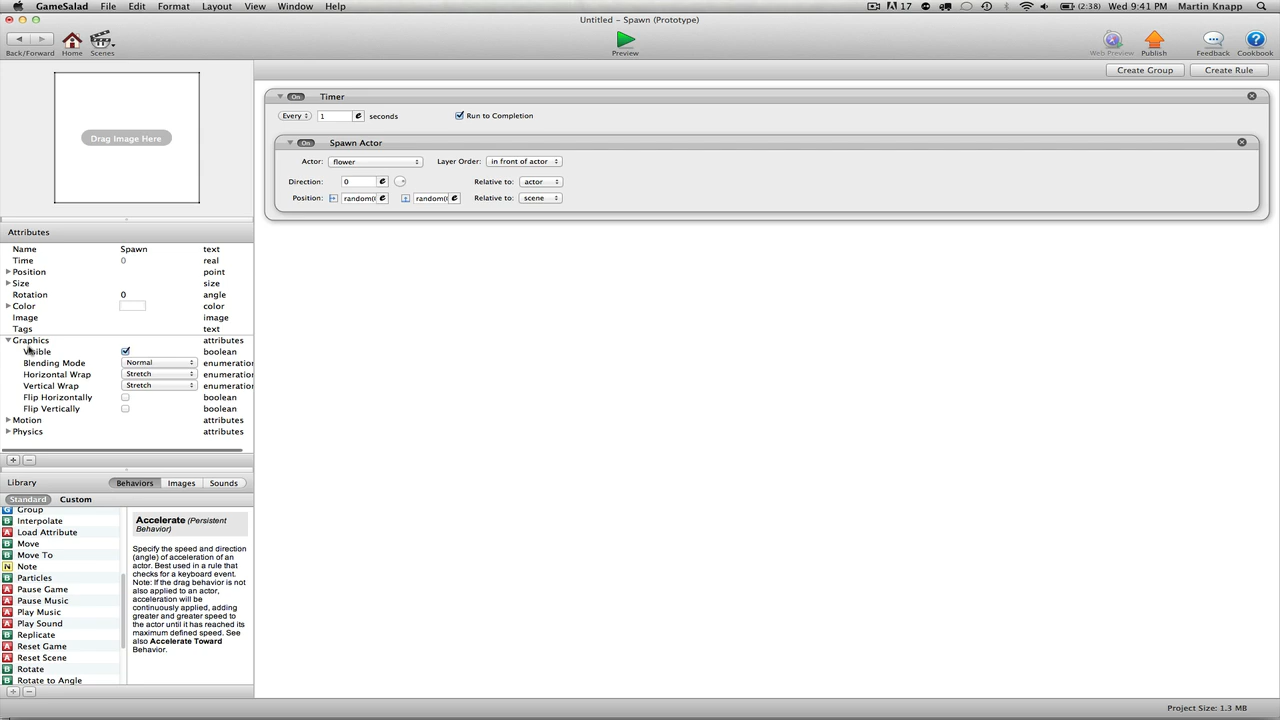 GameSalad File Edit Format Layout View Window Help 17 (2:38) Wed 9:41 PM Martin Knapp
Untitled – Spawn (Prototype)
Back/Forward Home Scenes Preview Web Preview Publish Feedback Cookbook
Create Group Create Rule
Drag Image Here
On Timer
Every 1 seconds Run to Completion
On Spawn Actor
Actor: flower Layer Order: in front of actor
Direction: 0 Relative to: actor
Position: random(0 random(0 Relative to: scene
Attributes
Name Spawn text
Time 0 real
Position point
Size size
Rotation 0 angle
Color color
Image image
Tags text
Graphics attributes
Visible boolean
Blending Mode Normal enumeration
Horizontal Wrap Stretch enumeration
Vertical Wrap Stretch enumeration
Flip Horizontally boolean
Flip Vertically boolean
Motion attributes
Physics attributes
Library Behaviors Images Sounds
Standard Custom
G Group
B Interpolate
A Load Attribute
B Move
B Move To
N Note
B Particles
A Pause Game
A Pause Music
A Play Music
A Play Sound
B Replicate
A Reset Game
A Reset Scene
B Rotate
B Rotate to Angle
Accelerate (Persistent
Behavior)
Specify the speed and direction
(angle) of acceleration of an
actor. Best used in a rule that
checks for a keyboard event.
Note: If the drag behavior is not
also applied to an actor,
acceleration will be
continuously applied, adding
greater and greater speed to
the actor until it has reached its
maximum defined speed. See
also Accelerate Toward
Behavior.
Project Size: 1.3 MB